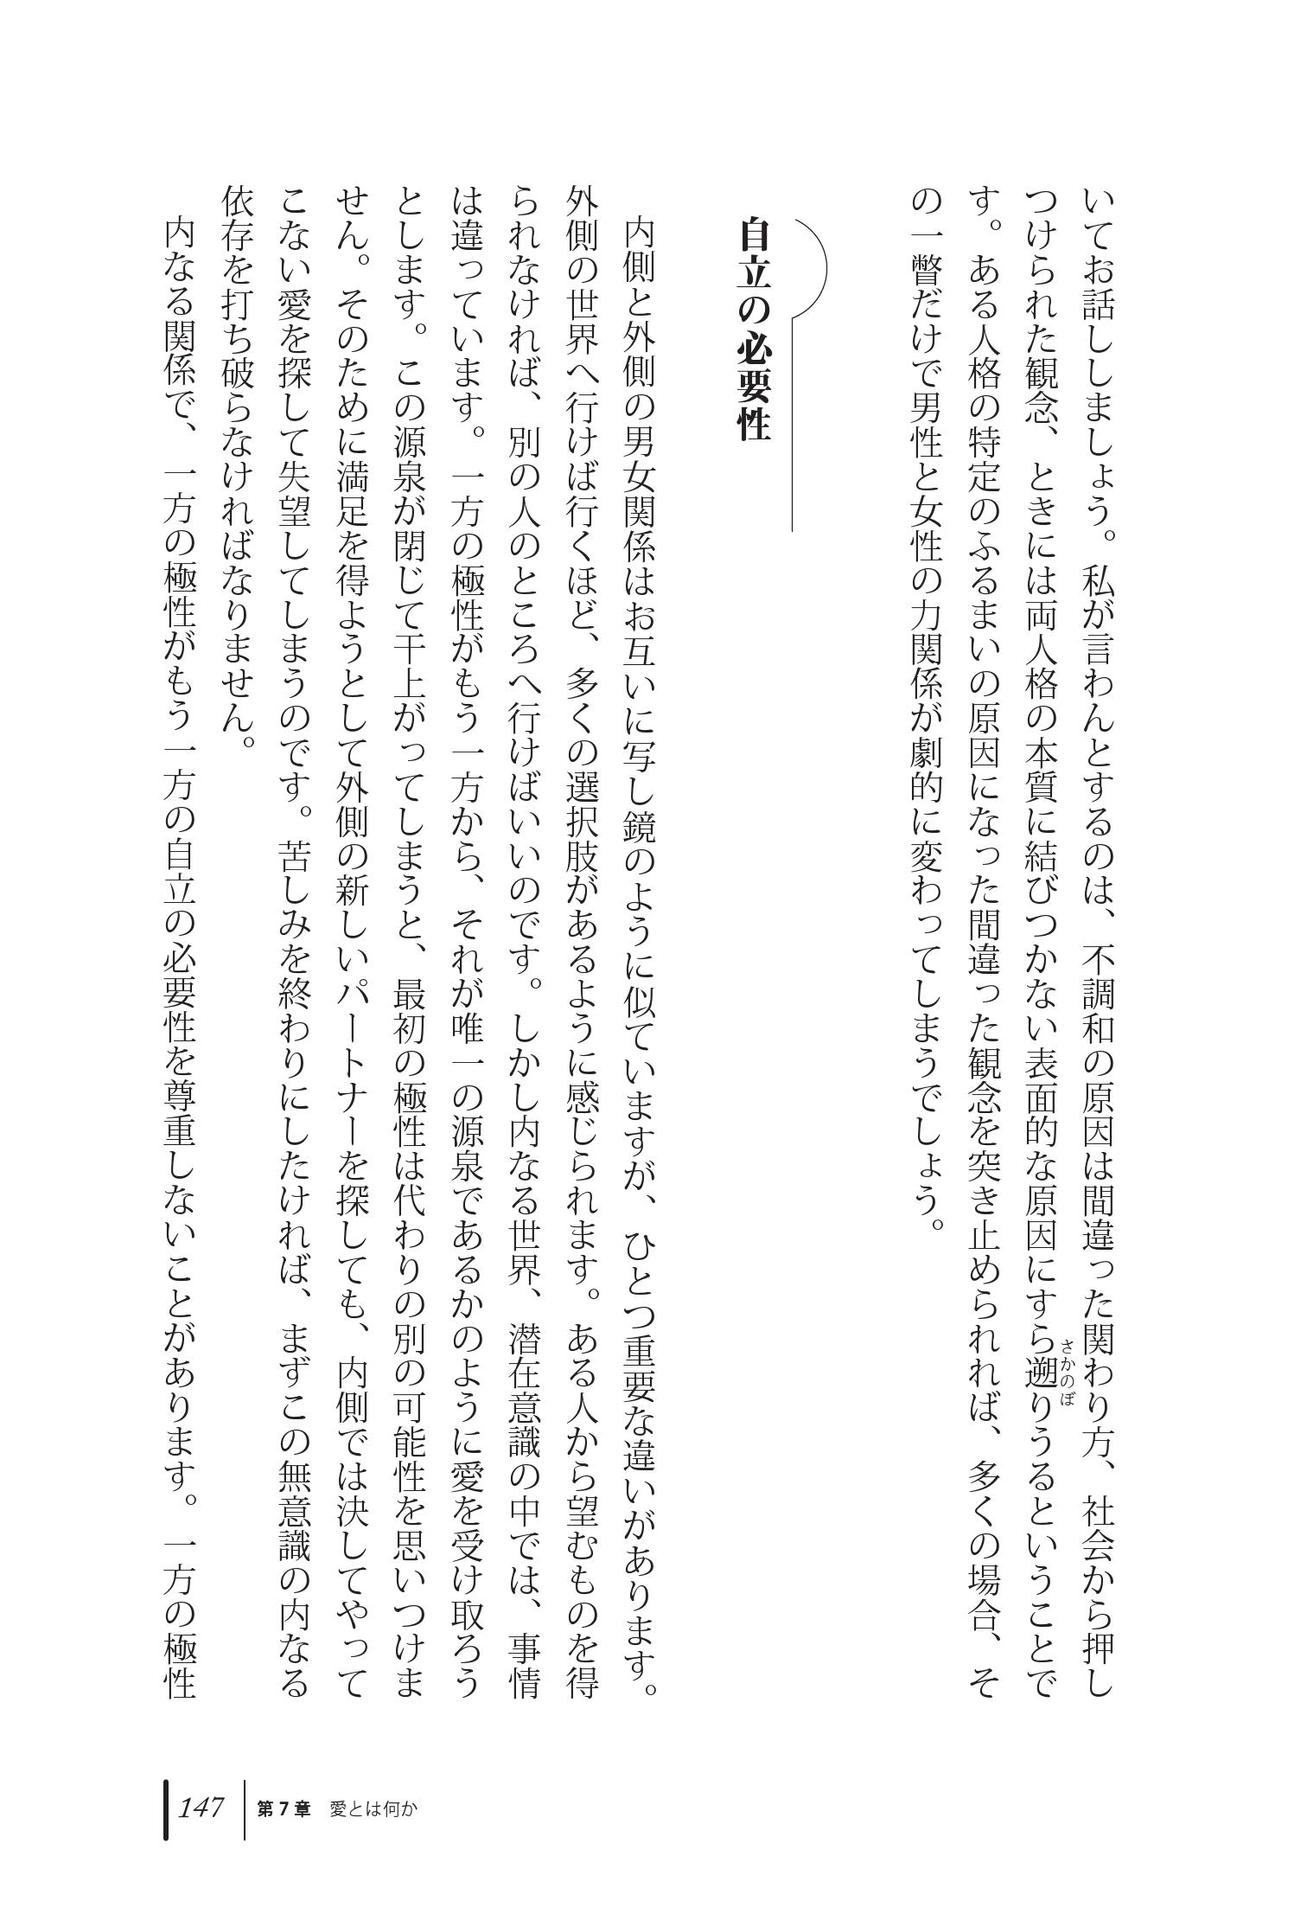 いてお話ししましょう。私が言わんとするのは、不調和の原因は間違った関わり方、社会から押し
つけられた観念、ときには両人格の本質に結びつかない表面的な原因にすら遡りうるということで
さかのぼ
す。ある人格の特定のふるまいの原因になった間違った観念を突き止められれば、多くの場合、そ
の一瞥だけで男性と女性の力関係が劇的に変わってしまうでしょう。
自立の必要性
内側と外側の男女関係はお互いに写し鏡のように似ていますが、ひとつ重要な違いがあります。
外側の世界へ行けば行くほど、多くの選択肢があるように感じられます。ある人から望むものを得
られなければ、別の人のところへ行けばいいのです。しかし内なる世界、潜在意識の中では、事情
は違っています。一方の極性がもう一方から、それが唯一の源泉であるかのように愛を受け取ろう
とします。この源泉が閉じて干上がってしまうと、最初の極性は代わりの別の可能性を思いつけま
せん。そのために満足を得ようとして外側の新しいパートナーを探しても、内側では決してやって
こない愛を探して失望してしまうのです。苦しみを終わりにしたければ、まずこの無意識の内なる
依存を打ち破らなければなりません。
内なる関係で、一方の極性がもう一方の自立の必要性を尊重しないことがあります。一方の極性
147 第7章 愛とは何か